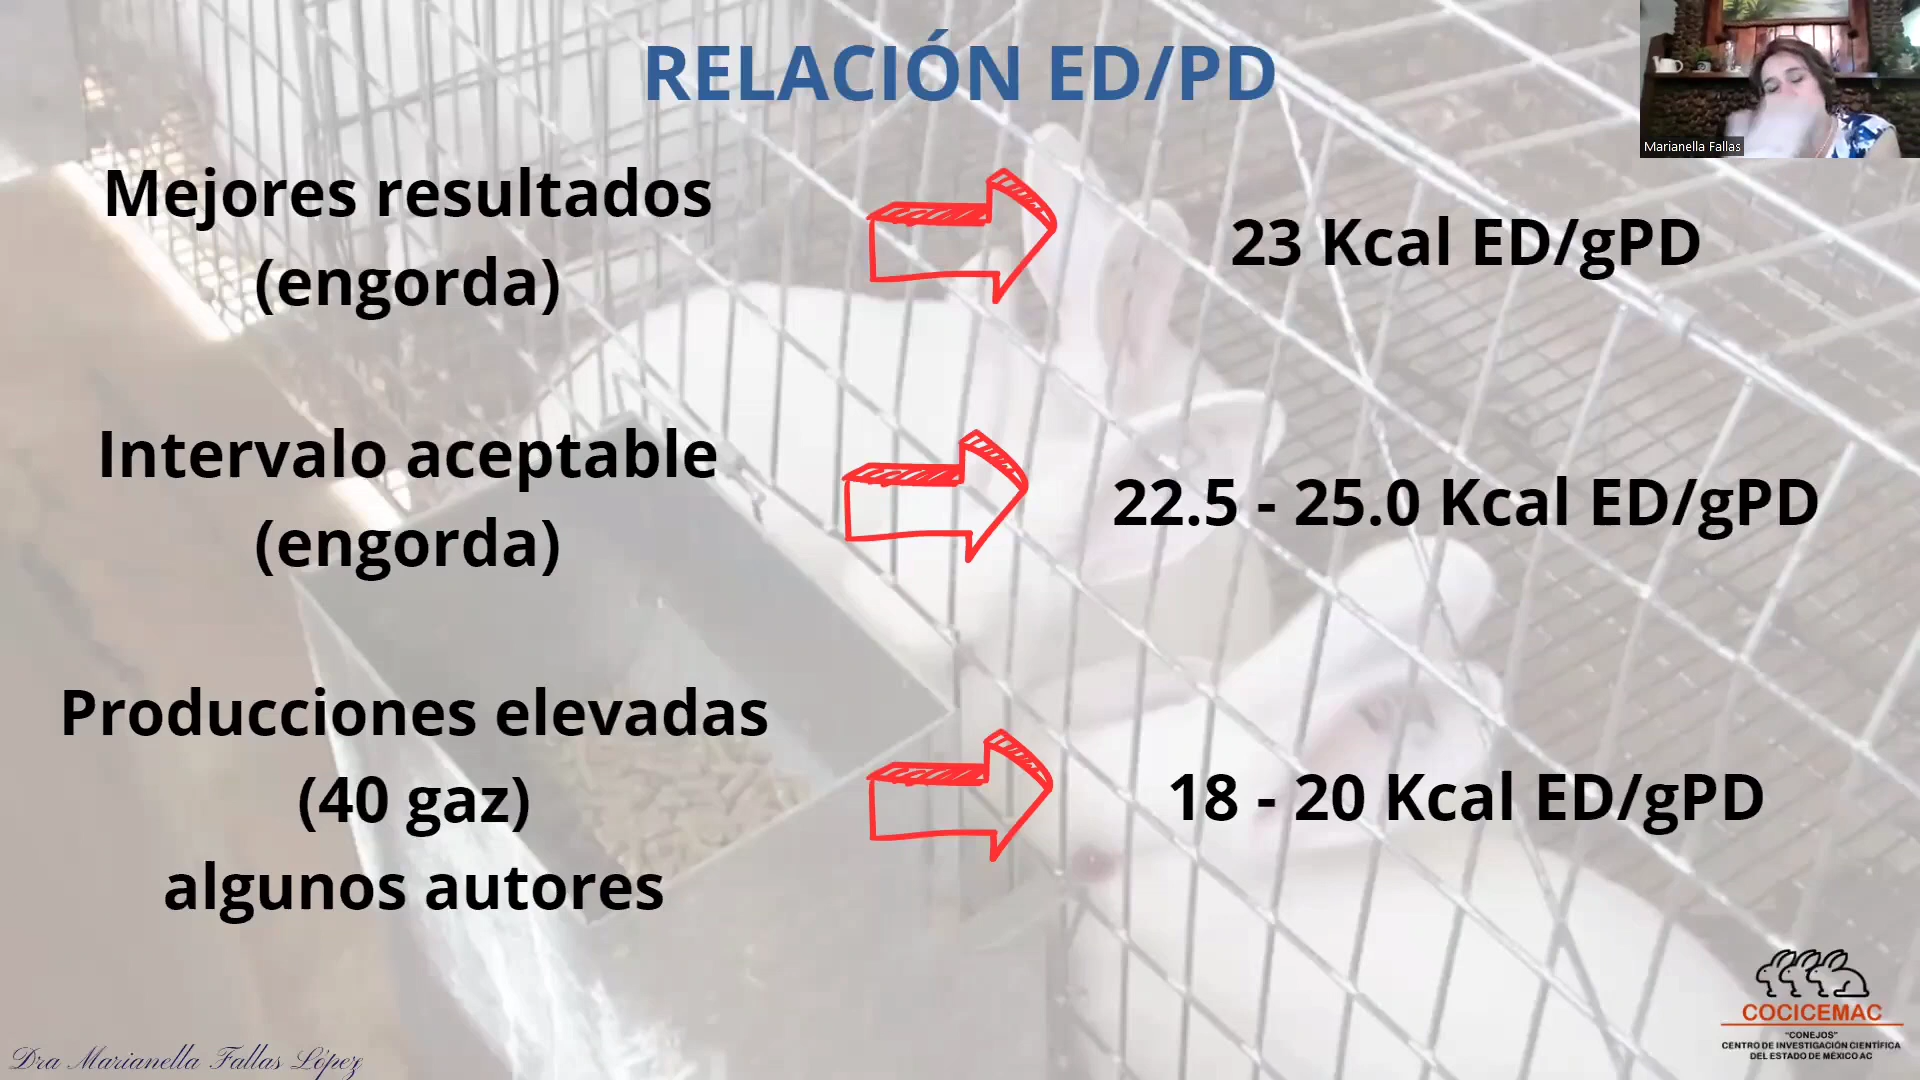 RELACIÓN ED/PD
Marianella Fallas
Mejores resultados
(engorda)
23 Kcal ED/gPD
Intervalo aceptable
(engorda)
22.5 - 25.0 Kcal ED/gPD
Producciones elevadas
(40 gaz)
algunos autores
18 - 20 Kcal ED/gPD
COCICEMAC
"CONEJOS"
CENTRO DE INVESTIGACIÓN CIENTÍFICA
DEL ESTADO DE MÉXICO AC
Dra Marianella Fallas López